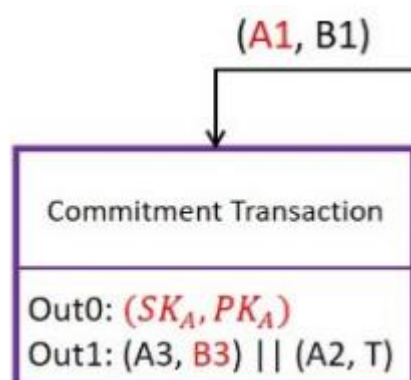 (A1, B1)
Commitment Transaction
Out0: (SK_A, PK_A)
Out1: (A3, B3) || (A2, T)